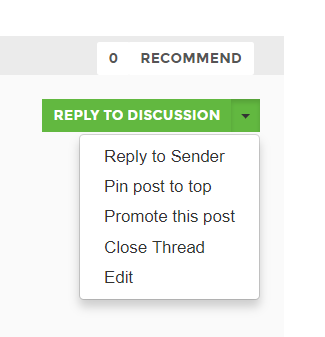 0 RECOMMEND
REPLY TO DISCUSSION
Reply to Sender
Pin post to top
Promote this post
Close Thread
Edit